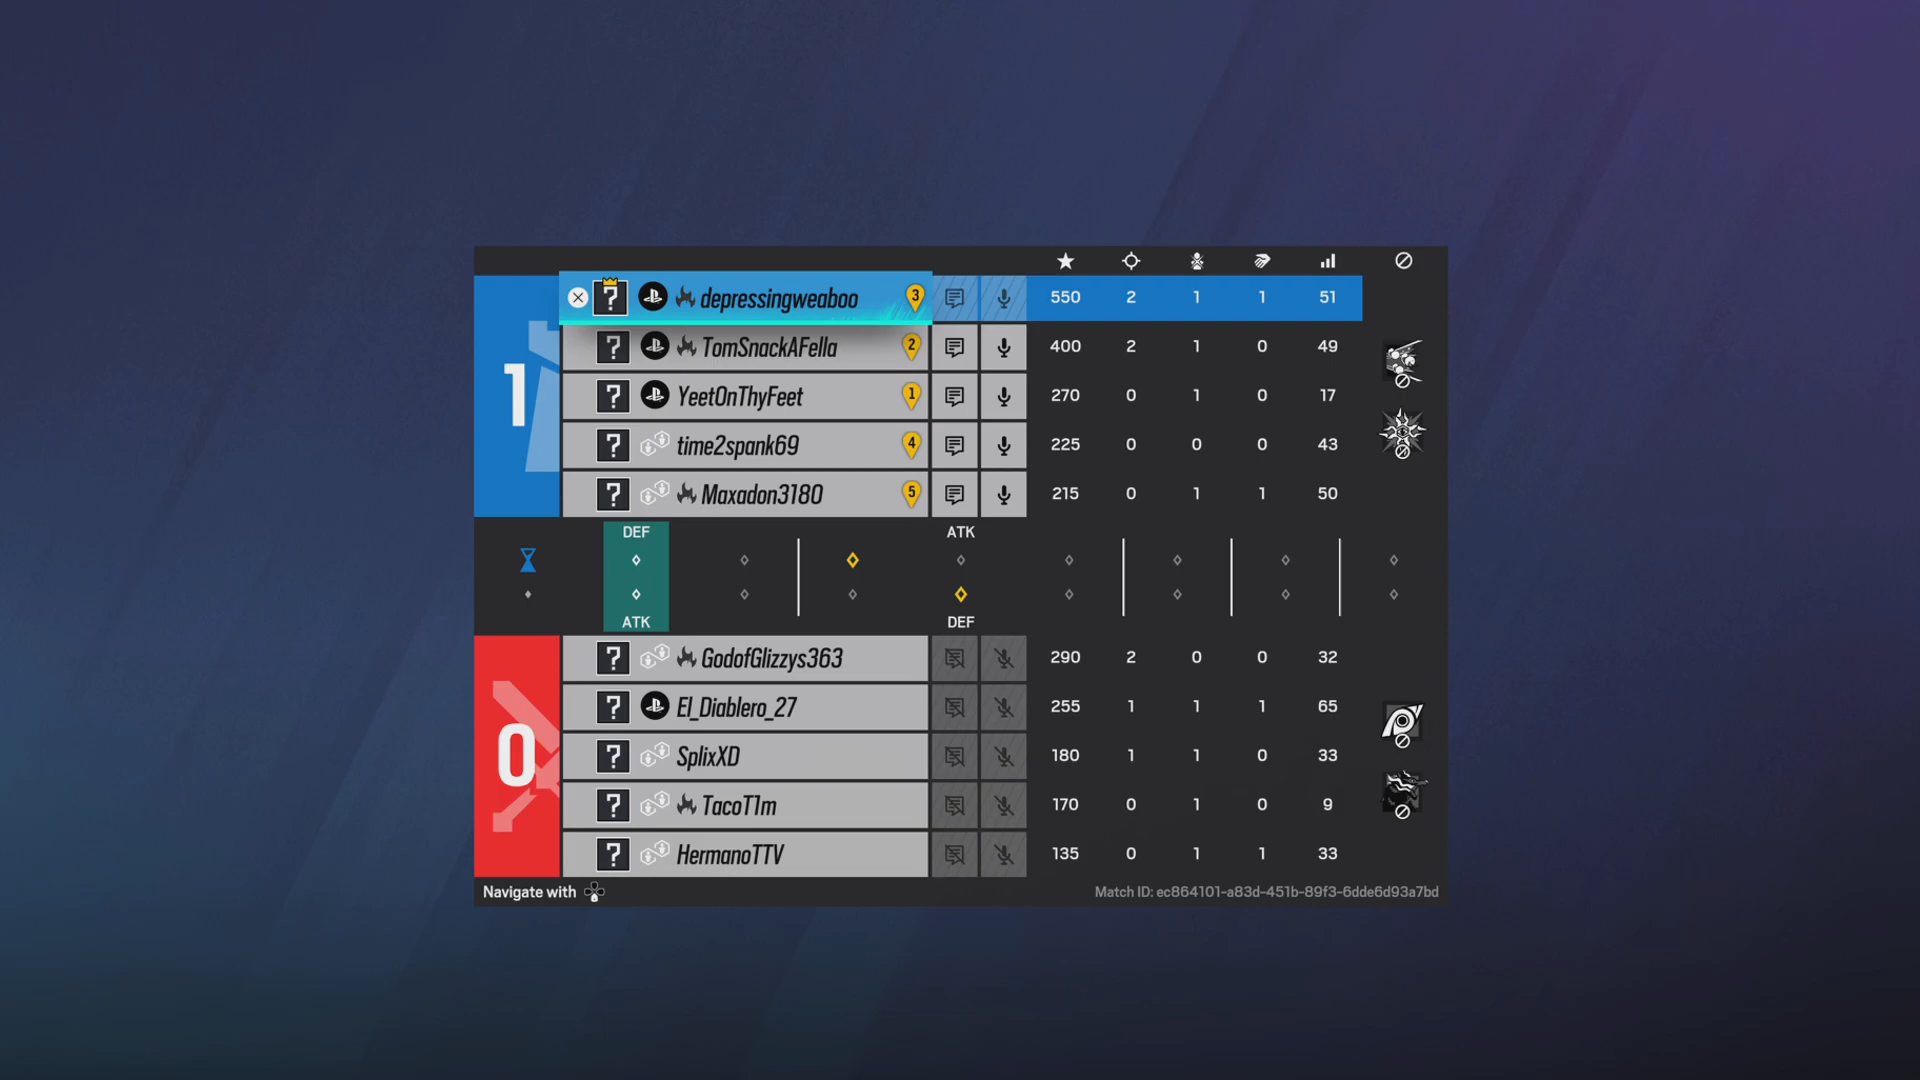 ? depressingweaboo 3 550 2 1 1 51
? TomSnackAFella 2 400 2 1 0 49
1
? YeetOnThyFeet 1 270 0 1 0 17
? time2spank69 4 225 0 0 0 43
? Maxadon3180 5 215 0 1 1 50
DEF ATK
ATK DEF
? GodofGlizzys363 290 2 0 0 32
? El_Diablero_27 255 1 1 1 65
0
? SplixXD 180 1 1 0 33
? TacoT1m 170 0 1 0 9
? HermanoTTV 135 0 1 1 33
Navigate with Match ID: ec864101-a83d-451b-89f3-6dde6d93a7bd